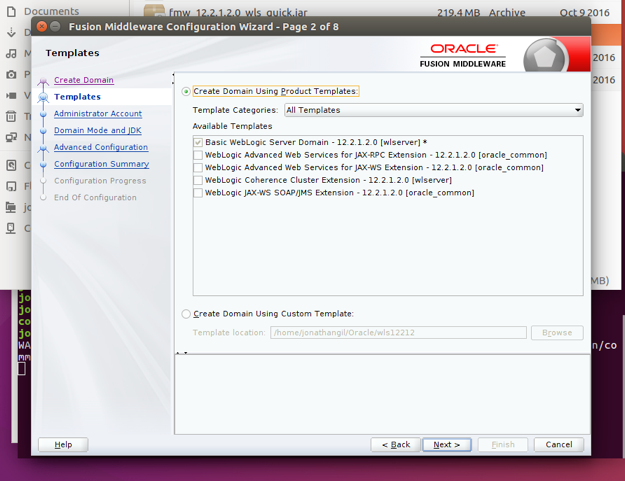 Documents
fmw_12.2.1.2.0_wls_quick.jar 219.4 MB Archive Oct 9 2016
Fusion Middleware Configuration Wizard - Page 2 of 8
Templates
ORACLE
FUSION MIDDLEWARE
2016
2016
Create Domain
Templates
Administrator Account
Domain Mode and JDK
Advanced Configuration
Configuration Summary
Configuration Progress
End Of Configuration
Create Domain Using Product Templates:
Template Categories: All Templates
Available Templates
Basic WebLogic Server Domain - 12.2.1.2.0 [wlserver] *
WebLogic Advanced Web Services for JAX-RPC Extension - 12.2.1.2.0 [oracle_common]
WebLogic Advanced Web Services for JAX-WS Extension - 12.2.1.2.0 [oracle_common]
WebLogic Coherence Cluster Extension - 12.2.1.2.0 [wlserver]
WebLogic JAX-WS SOAP/JMS Extension - 12.2.1.2.0 [oracle_common]
MB)
Create Domain Using Custom Template:
Template location: /home/jonathangil/Oracle/wls12212 Browse
jo
jo
co
jo
WA
n/co
mm
Help < Back Next > Finish Cancel